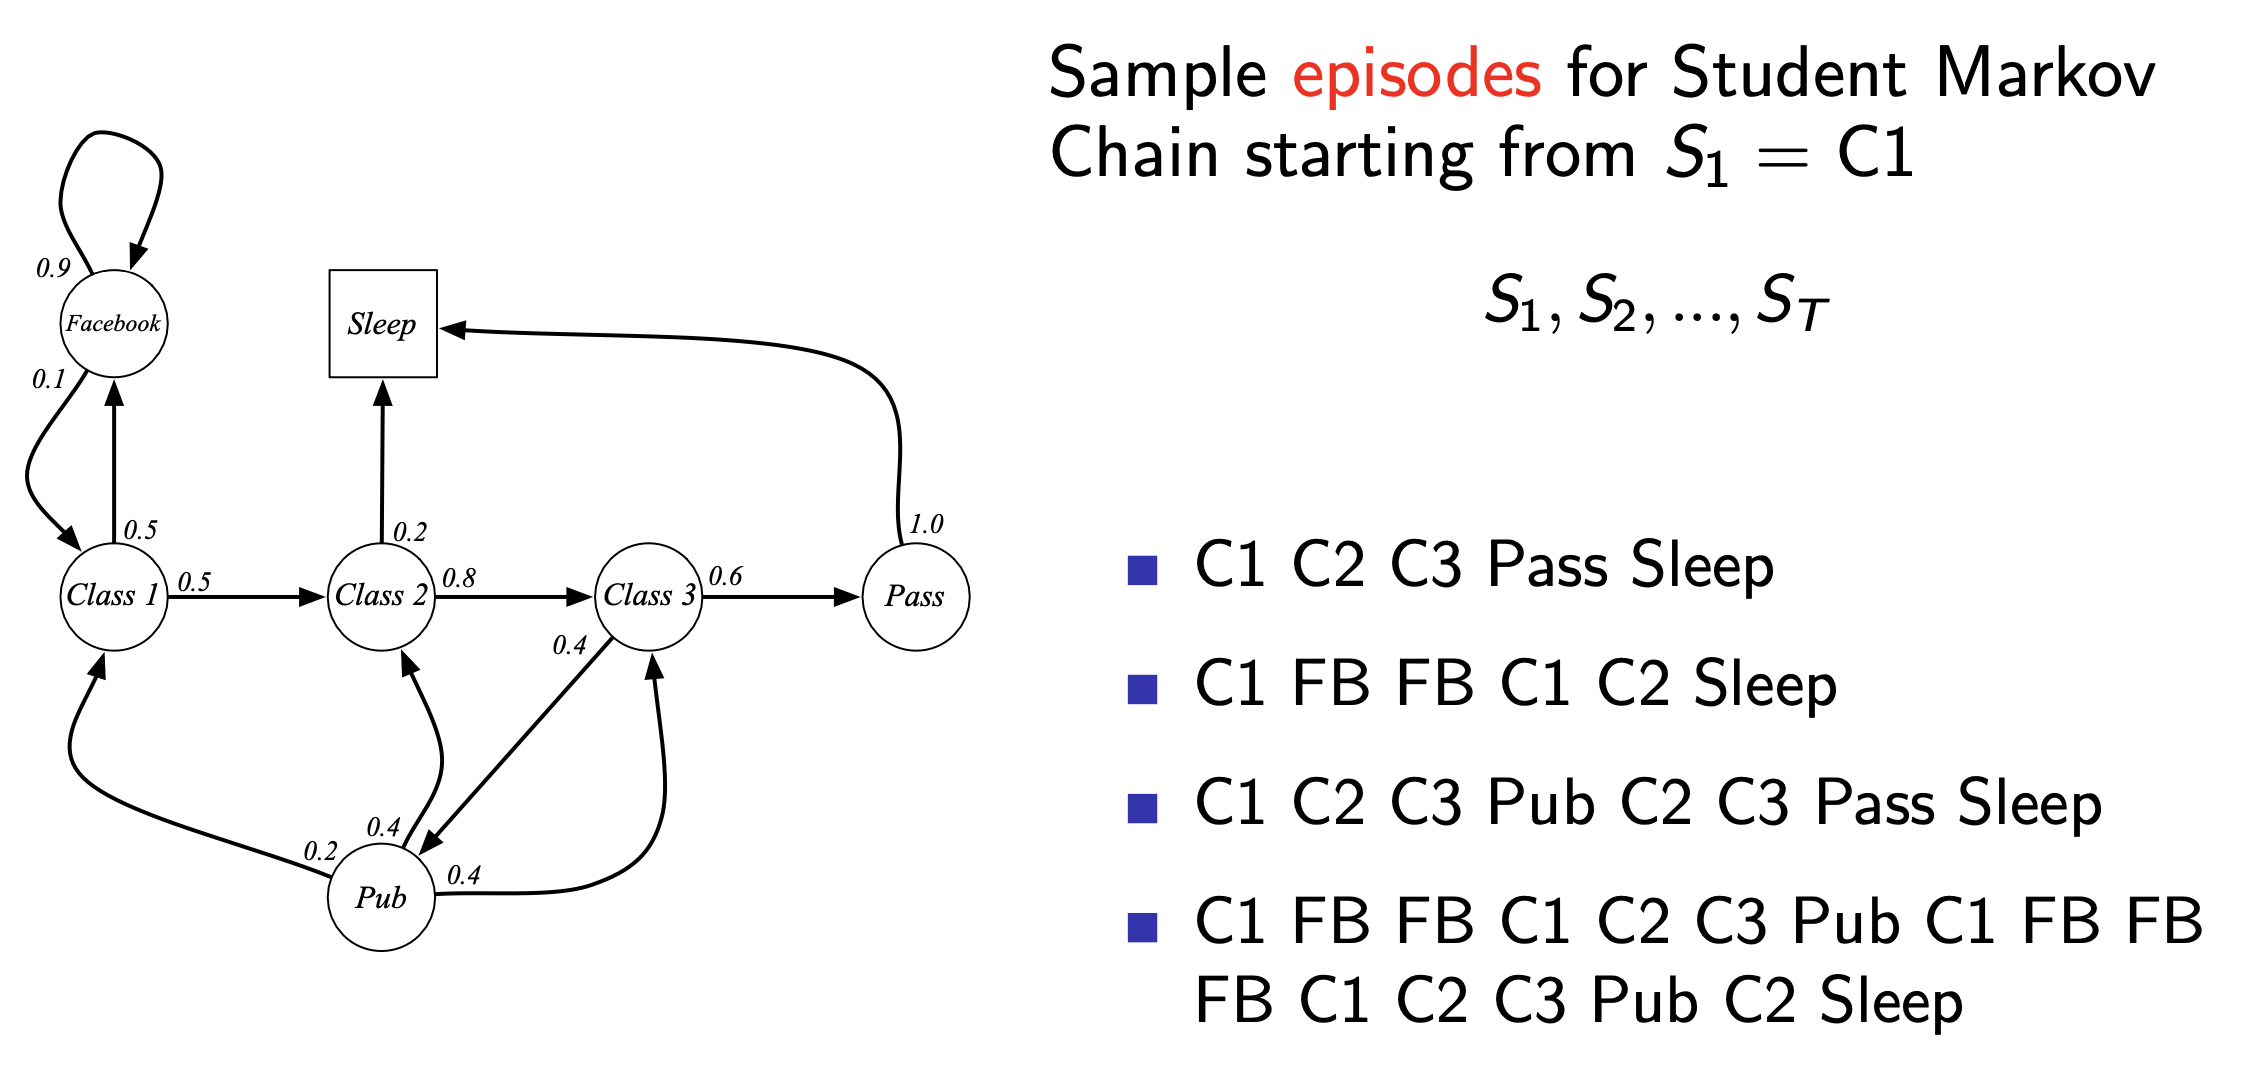 Sample episodes for Student Markov
Chain starting from S₁ = C1
S₁, S₂, ..., S_T
0.9
Facebook
Sleep
0.1
0.5
0.2
1.0
Class 1
0.5
Class 2
0.8
Class 3
0.6
Pass
0.4
0.4
0.2
0.4
Pub
■ C1 C2 C3 Pass Sleep
■ C1 FB FB C1 C2 Sleep
■ C1 C2 C3 Pub C2 C3 Pass Sleep
■ C1 FB FB C1 C2 C3 Pub C1 FB FB
FB C1 C2 C3 Pub C2 Sleep